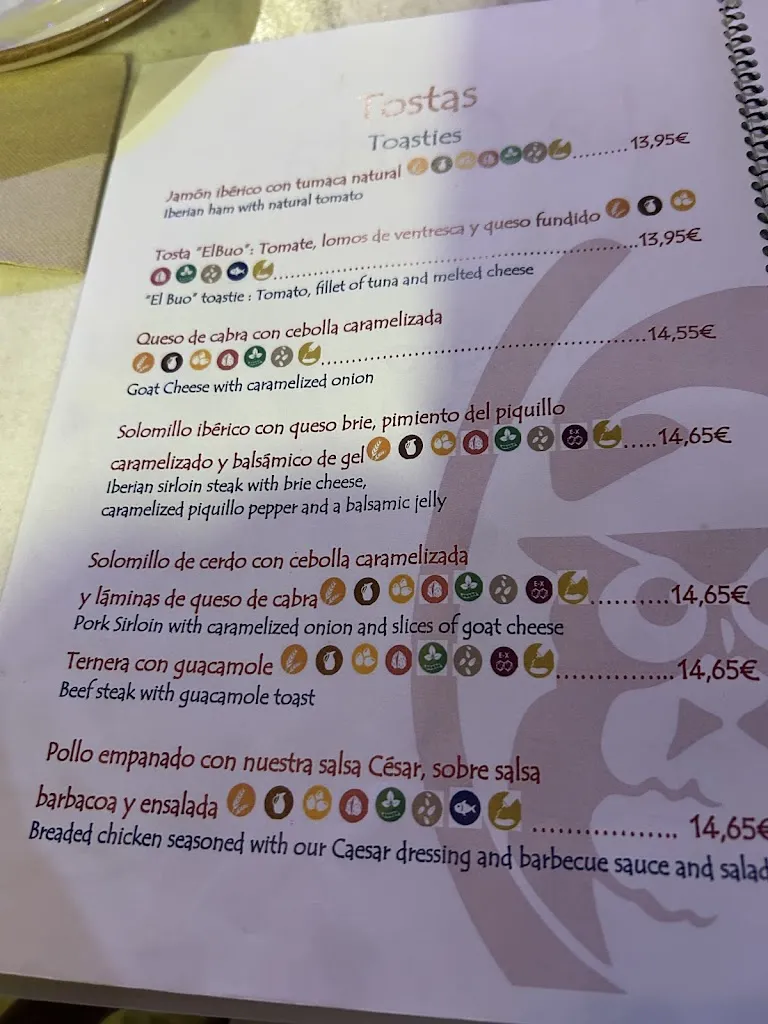 Tostas
Toasties
Jamón ibérico con tumaca natural.........13,95€
Iberian ham with natural tomato
Tosta "ElBuo": Tomate, lomos de ventresca y queso fundido
..........................................................13,95€
"El Buo" toastie : Tomato, fillet of tuna and melted cheese
Queso de cabra con cebolla caramelizada
....................................................14,55€
Goat Cheese with caramelized onion
Solomillo ibérico con queso brie, pimiento del piquillo
caramelizado y balsámico de gel E-X .....14,65€
Iberian sirloin steak with brie cheese,
caramelized piquillo pepper and a balsamic jelly
Solomillo de cerdo con cebolla caramelizada
y láminas de queso de cabra E-X ..........14,65€
Pork Sirloin with caramelized onion and slices of goat cheese
Ternera con guacamole E-X ................14,65€
Beef steak with guacamole toast
Pollo empanado con nuestra salsa César, sobre salsa
barbacoa y ensalada ................. 14,65€
Breaded chicken seasoned with our Caesar dressing and barbecue sauce and salad